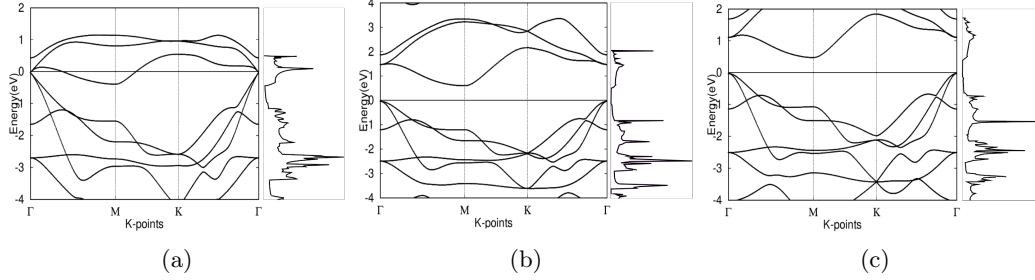 2
1
.0
-1
-2
-3
-4
Energy(eV)
Γ
M
K
Γ
K-points
(a)
4
3
2
1
0
-1
-2
-3
-4
Energy(eV)
Γ
M
K
Γ
K-points
(b)
2
1
0
-1
-2
-3
-4
Energy(eV)
Γ
M
K
Γ
K-points
(c)